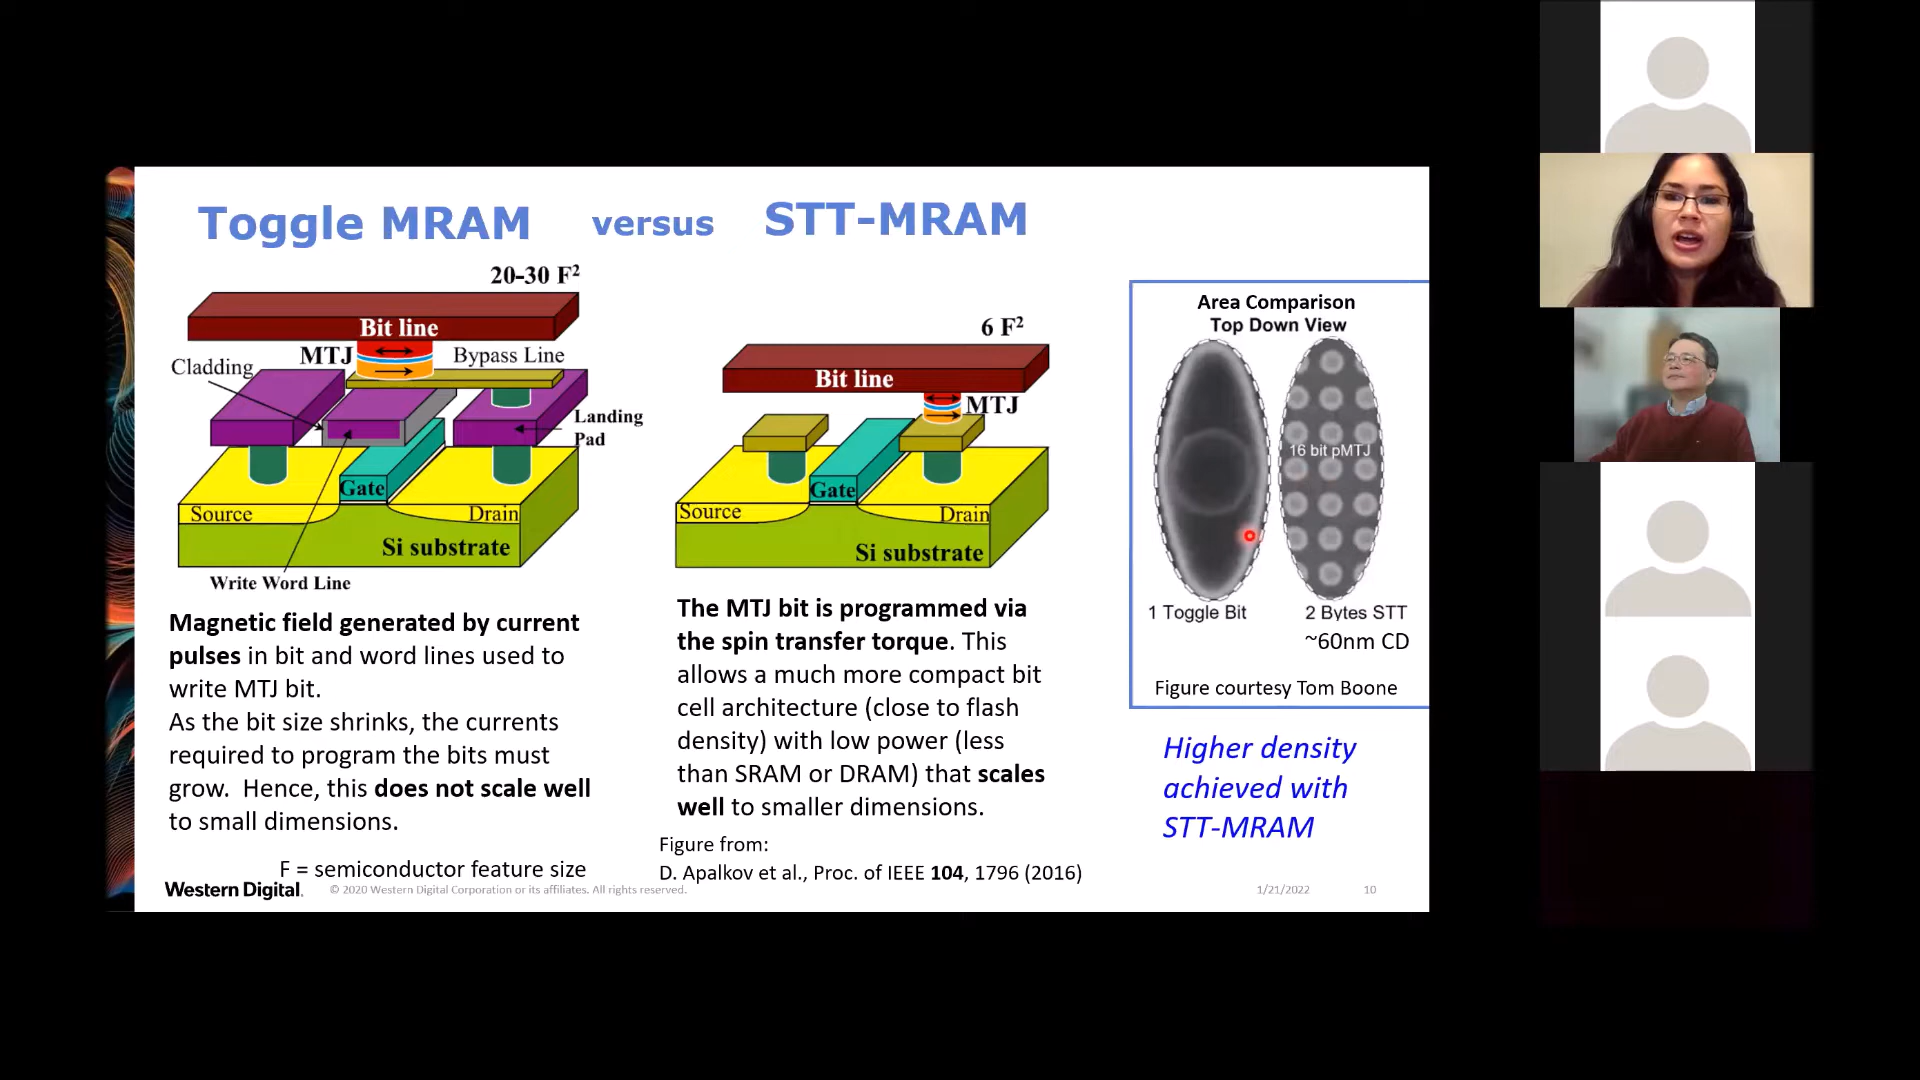 Toggle MRAM versus STT-MRAM
20-30 F²
Bit line
MTJ
Bypass Line
Cladding
Landing
Pad
Gate
Source
Drain
Si substrate
Write Word Line
Magnetic field generated by current
pulses in bit and word lines used to
write MTJ bit.
As the bit size shrinks, the currents
required to program the bits must
grow. Hence, this does not scale well
to small dimensions.
F = semiconductor feature size
6 F²
Bit line
MTJ
Gate
Source
Drain
Si substrate
The MTJ bit is programmed via
the spin transfer torque. This
allows a much more compact bit
cell architecture (close to flash
density) with low power (less
than SRAM or DRAM) that scales
well to smaller dimensions.
Figure from:
D. Apalkov et al., Proc. of IEEE 104, 1796 (2016)
Area Comparison
Top Down View
16 bit pMTJ
1 Toggle Bit
2 Bytes STT
~60nm CD
Figure courtesy Tom Boone
Higher density
achieved with
STT-MRAM
Western Digital.
© 2020 Western Digital Corporation or its affiliates. All rights reserved.
1/21/2022
10